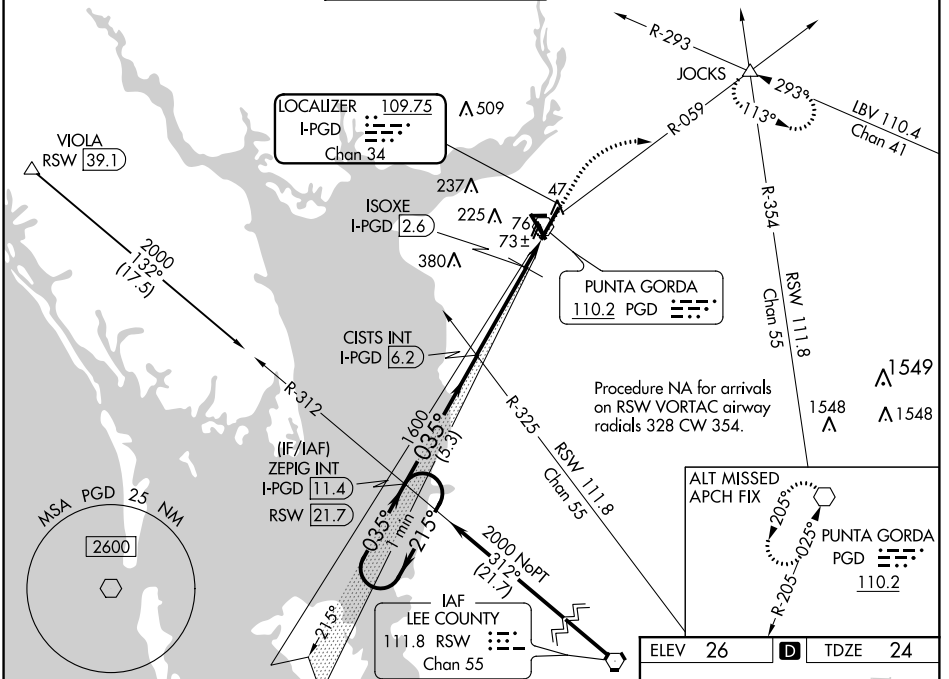 R-293
JOCKS
293°
113°
LBV 110.4
Chan 41
LOCALIZER 109.75
I-PGD
Chan 34
509
R-059
VIOLA
RSW 39.1
237
47
ISOXE
I-PGD 2.6
225
76
73±
380
R-354
RSW 111.8
Chan 55
2000
132°
(17.5)
PUNTA GORDA
110.2 PGD
CISTS INT
I-PGD 6.2
R-312
R-325
RSW 111.8
Chan 55
Procedure NA for arrivals
on RSW VORTAC airway
radials 328 CW 354.
1549
1548
1548
1600
035°
(5.3)
(IF/IAF)
ZEPIG INT
I-PGD 11.4
RSW 21.7
035°
1 min
215°
2000 NoPT
312°
(21.7)
215°
MSA PGD 25 NM
2600
IAF
LEE COUNTY
111.8 RSW
Chan 55
ALT MISSED
APCH FIX
205°
025°
R-205
PUNTA GORDA
PGD
110.2
ELEV 26 D TDZE 24